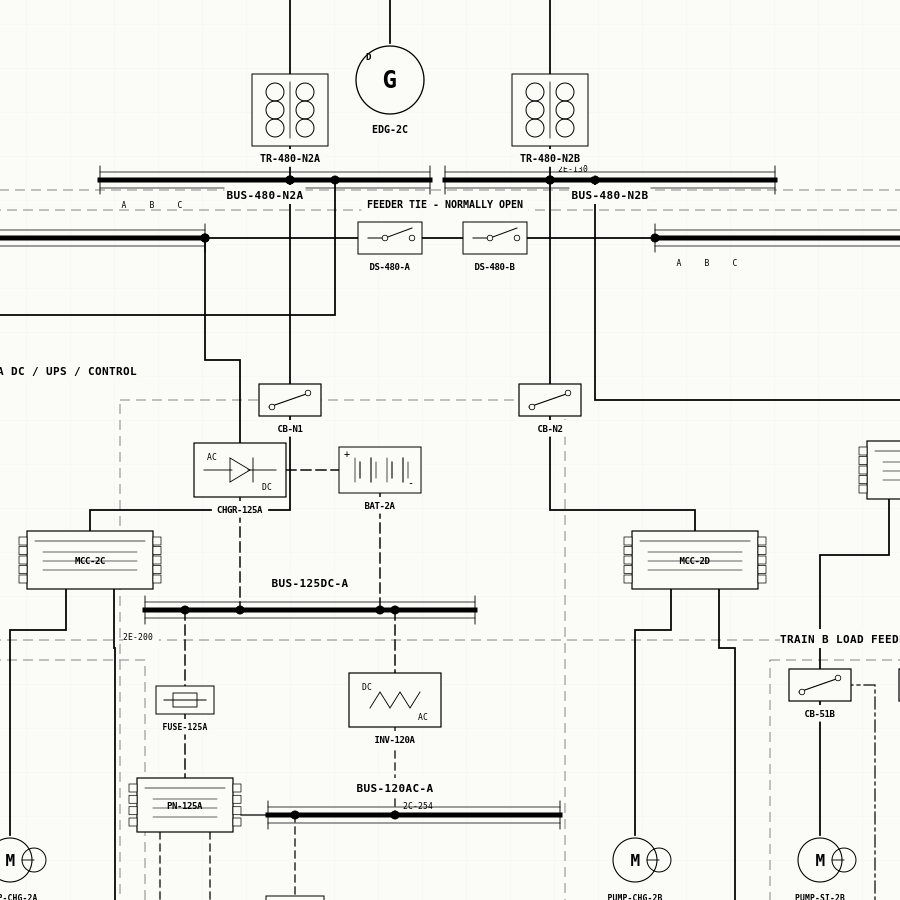 D
G
EDG-2C
TR-480-N2A
TR-480-N2B
2E-130
BUS-480-N2A
BUS-480-N2B
A B C
FEEDER TIE - NORMALLY OPEN
DS-480-A
DS-480-B
A B C
A DC / UPS / CONTROL
CB-N1
CB-N2
AC
DC
+
-
CHGR-125A
BAT-2A
MCC-2C
MCC-2D
BUS-125DC-A
2E-200
TRAIN B LOAD FEED
DC
AC
FUSE-125A
INV-120A
CB-51B
BUS-120AC-A
PN-125A
2C-254
M
M
M
P-CHG-2A
PUMP-CHG-2B
PUMP-SI-2B